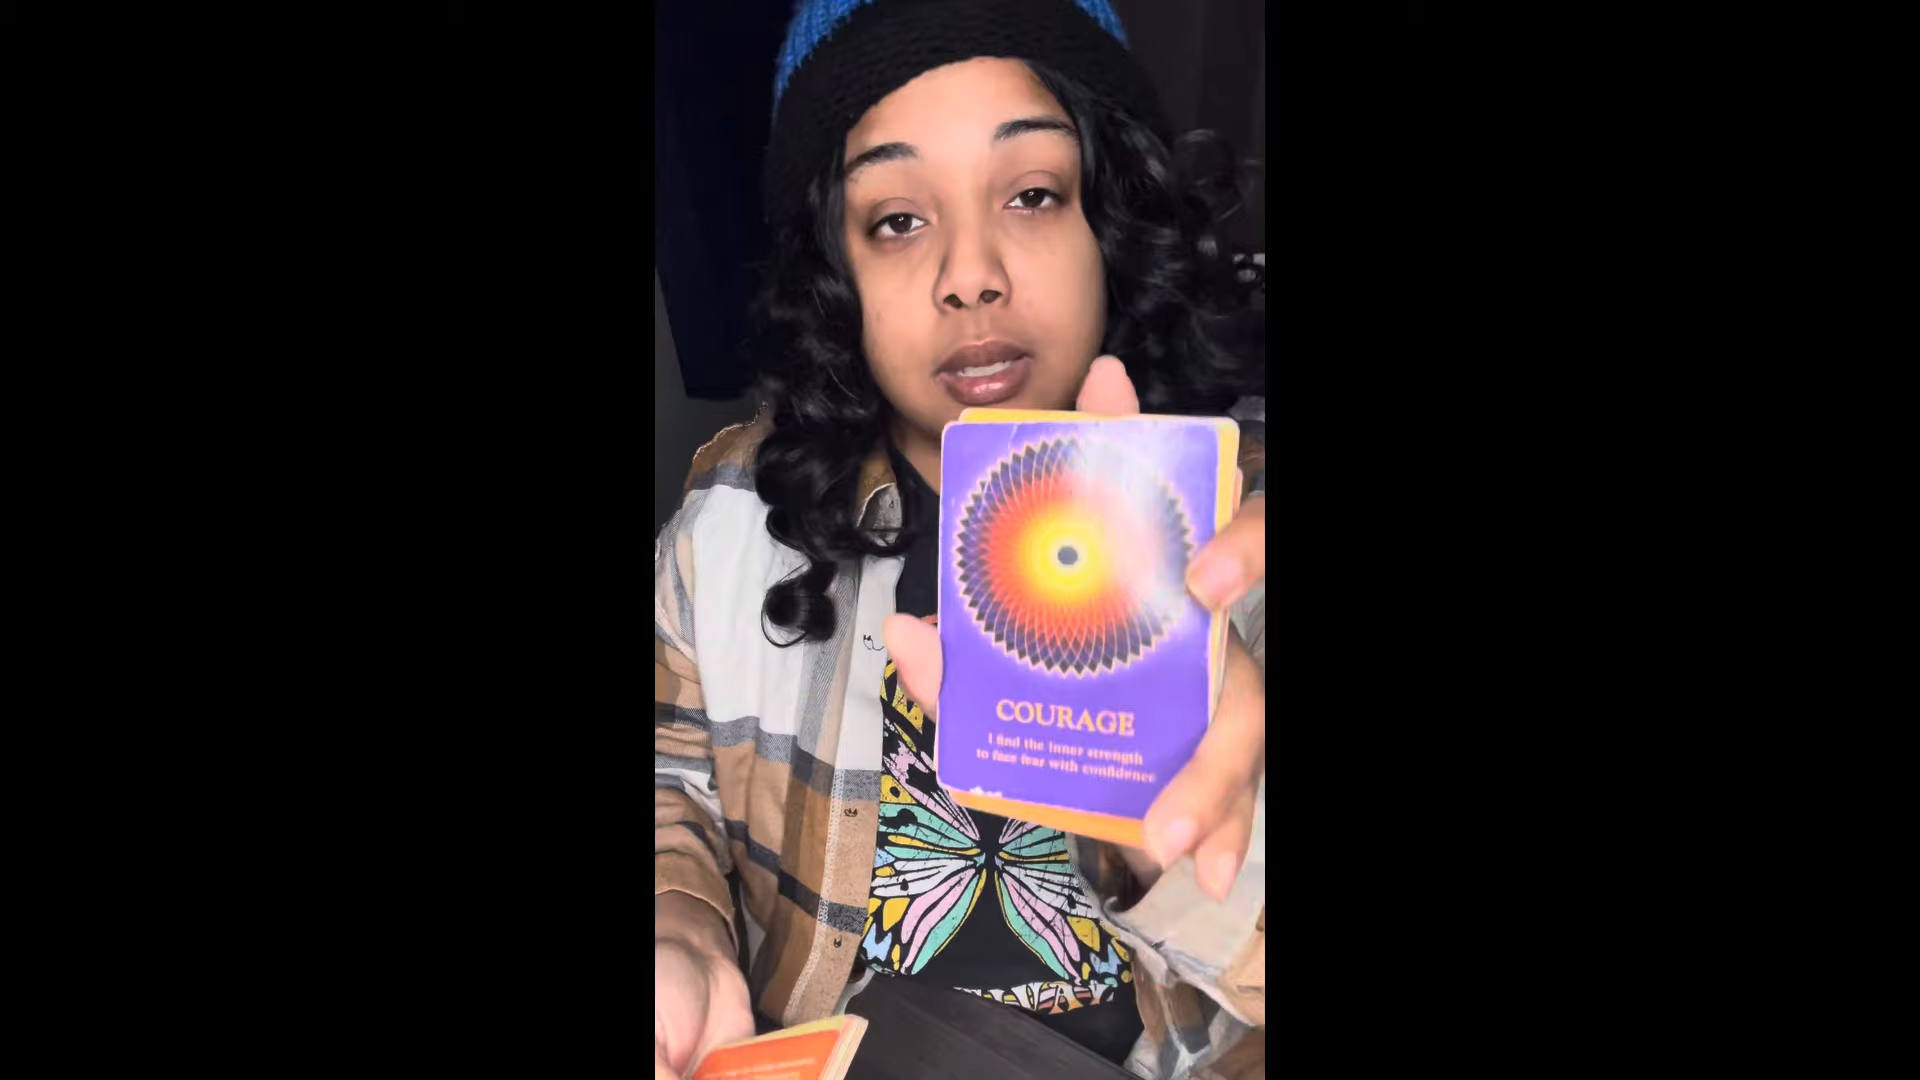 COURAGE
I find the inner strength
to face fear with confidence